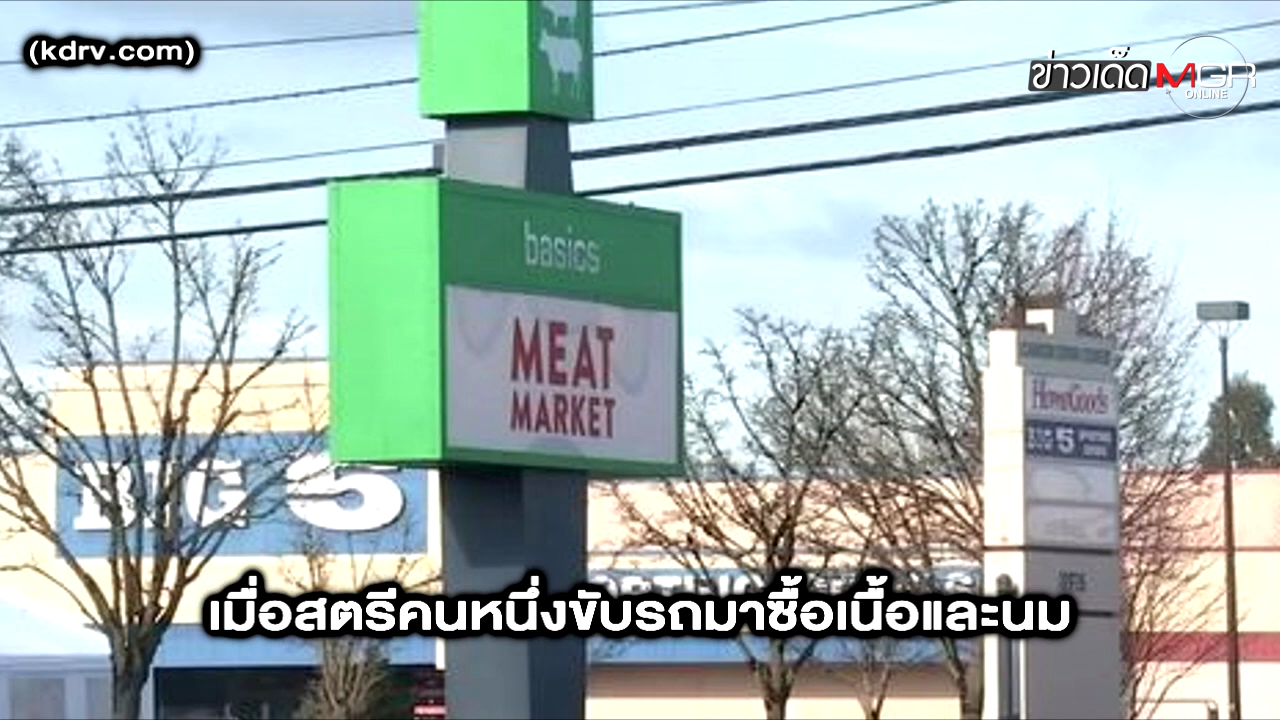 (kdrv.com)
ข่าวเด็ด MGR
ONLINE
basics
MEAT
MARKET
HomeGoods
BIG 5
BIG 5
เมื่อสตรีคนหนึ่งขับรถมาซื้อเนื้อและนม